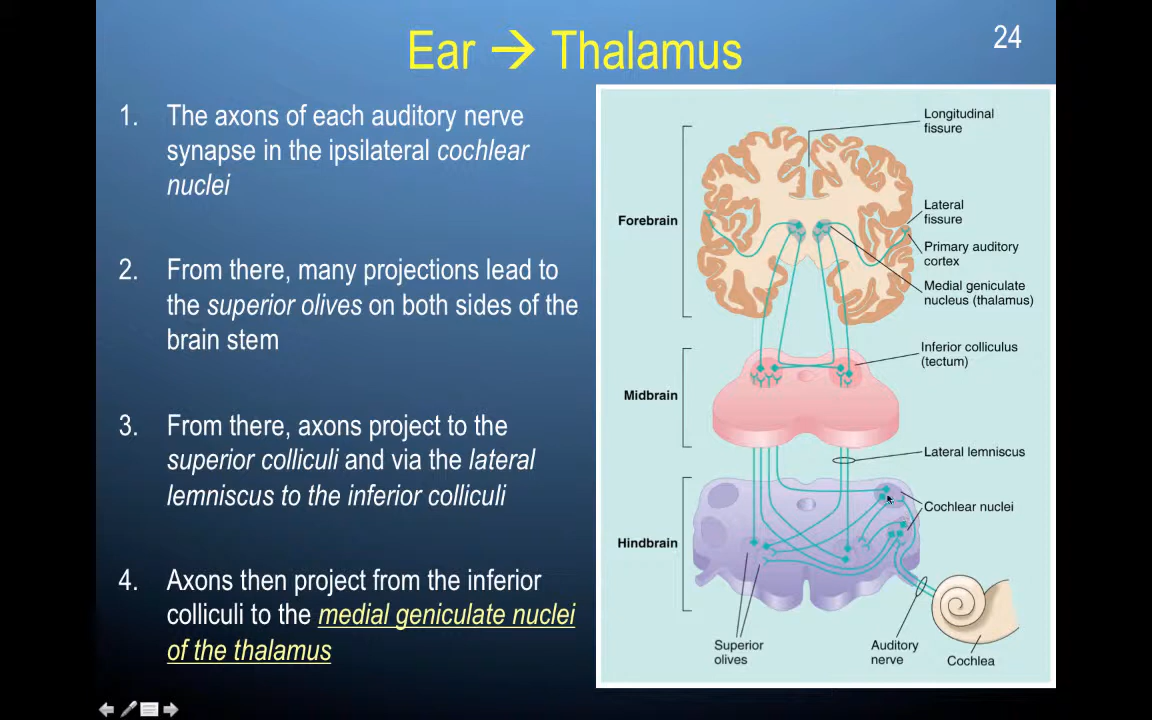 Ear → Thalamus
24
1. The axons of each auditory nerve
synapse in the ipsilateral cochlear
nuclei
2. From there, many projections lead to
the superior olives on both sides of the
brain stem
3. From there, axons project to the
superior colliculi and via the lateral
lemniscus to the inferior colliculi
4. Axons then project from the inferior
colliculi to the medial geniculate nuclei
of the thalamus
Longitudinal
fissure
Forebrain
Lateral
fissure
Primary auditory
cortex
Medial geniculate
nucleus (thalamus)
Inferior colliculus
(tectum)
Midbrain
Lateral lemniscus
Cochlear nuclei
Hindbrain
Superior
olives
Auditory
nerve
Cochlea